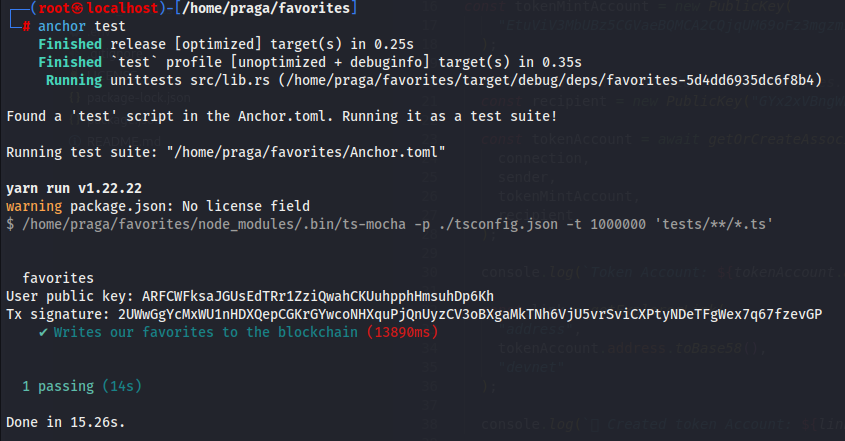 (root㉿localhost)-[/home/praga/favorites]
# anchor test
Finished release [optimized] target(s) in 0.25s
Finished `test` profile [unoptimized + debuginfo] target(s) in 0.35s
Running unittests src/lib.rs (/home/praga/favorites/target/debug/deps/favorites-5d4dd6935dc6f8b4)
Found a 'test' script in the Anchor.toml. Running it as a test suite!
Running test suite: "/home/praga/favorites/Anchor.toml"
yarn run v1.22.22
warning package.json: No license field
$ /home/praga/favorites/node_modules/.bin/ts-mocha -p ./tsconfig.json -t 1000000 'tests/**/*.ts'
favorites
User public key: ARFCWFksaJGUsEdTRr1ZziQwahCKUuhpphHmsuhDp6Kh
Tx signature: 2UWwGgYcMxWU1nHDXQepCGKrGYwcoNHXquPjQnUyzCV3oBXgaMkTNh6VjU5vrSviCXPtyNDeTFgWex7q67fzevGP
✔ Writes our favorites to the blockchain (13890ms)
1 passing (14s)
Done in 15.26s.